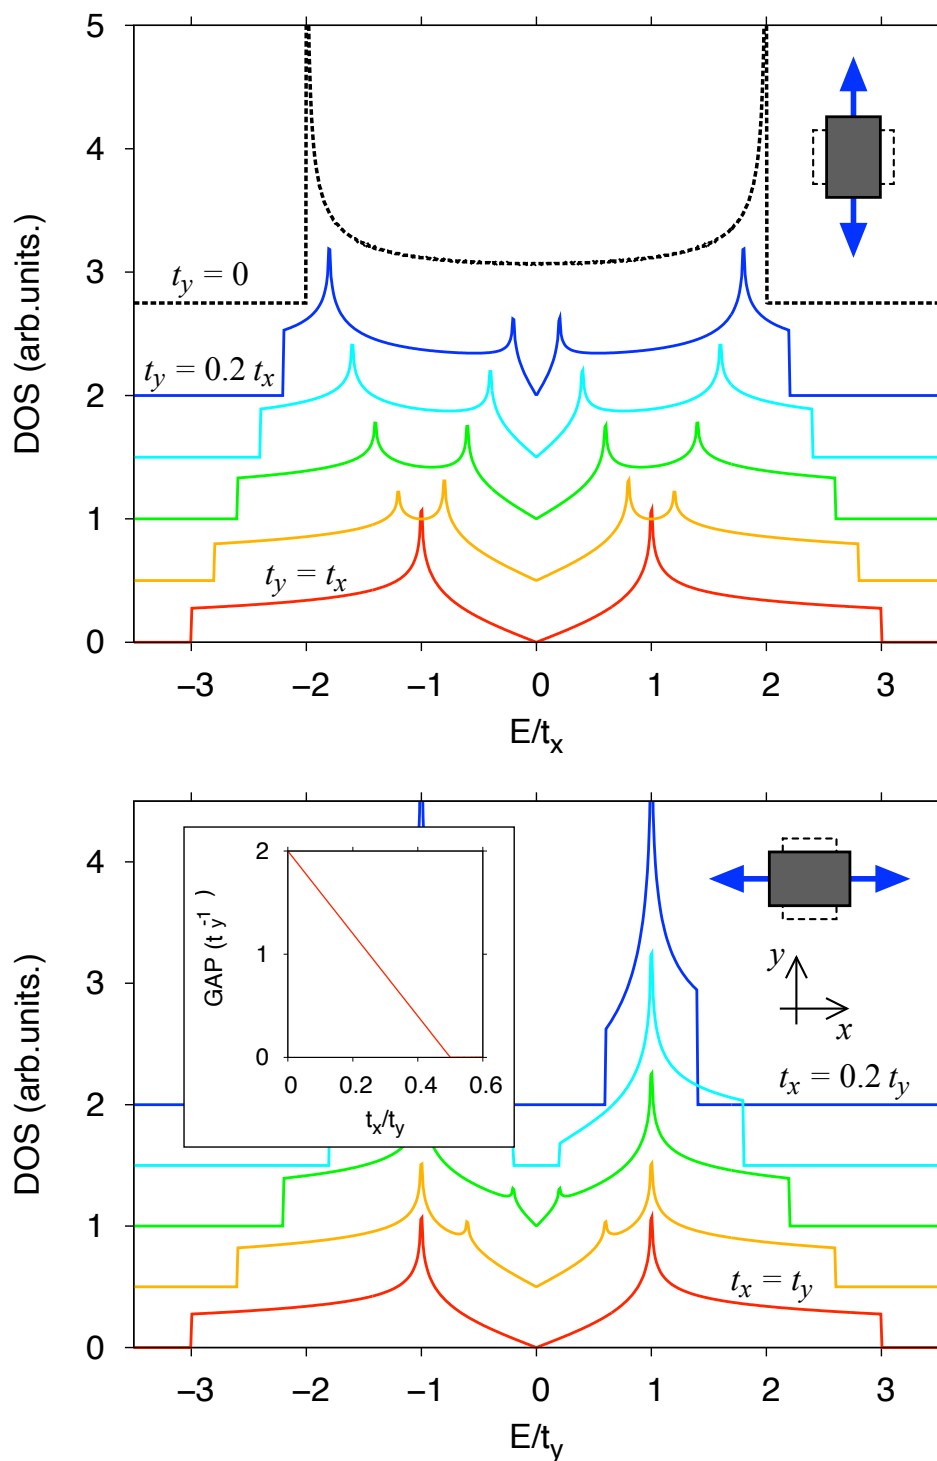 5
4
3
2
1
0
DOS (arb.units.)
t_y = 0
t_y = 0.2 t_x
t_y = t_x
−3 −2 −1 0 1 2 3
E/t_x
4
3
2
1
0
DOS (arb.units.)
2
1
0
GAP (t_y^-1)
0 0.2 0.4 0.6
t_x/t_y
y
x
t_x = 0.2 t_y
t_x = t_y
−3 −2 −1 0 1 2 3
E/t_y